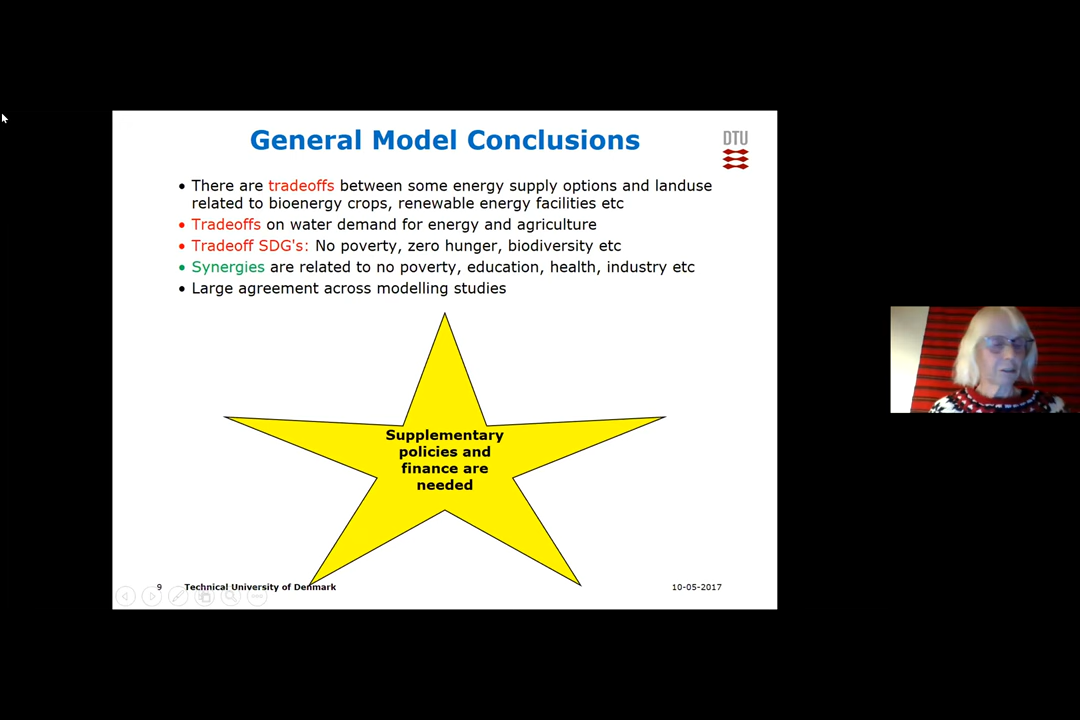 General Model Conclusions
DTU
• There are tradeoffs between some energy supply options and landuse
related to bioenergy crops, renewable energy facilities etc
• Tradeoffs on water demand for energy and agriculture
• Tradeoff SDG's: No poverty, zero hunger, biodiversity etc
• Synergies are related to no poverty, education, health, industry etc
• Large agreement across modelling studies
Supplementary
policies and
finance are
needed
9 Technical University of Denmark 10-05-2017